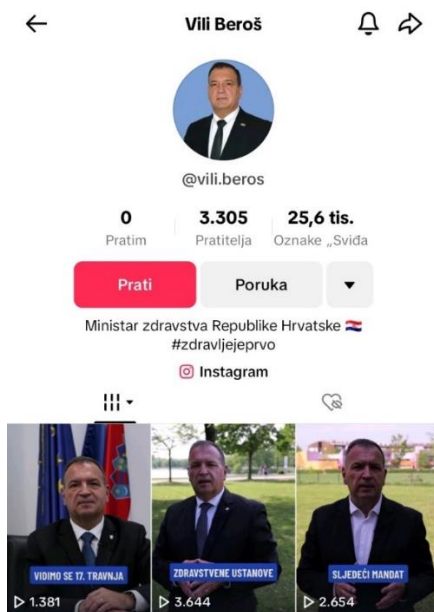 Vili Beroš
@vili.beros
0 3.305 25,6 tis.
Pratim Pratitelja Oznake „Sviđa
Prati Poruka
Ministar zdravstva Republike Hrvatske 🇭🇷
#zdravljejeprvo
Instagram
VIDIMO SE 17. TRAVNJA ZDRAVSTVENE USTANOVE SLJEDEĆI MANDAT
1.381 3.644 2.654